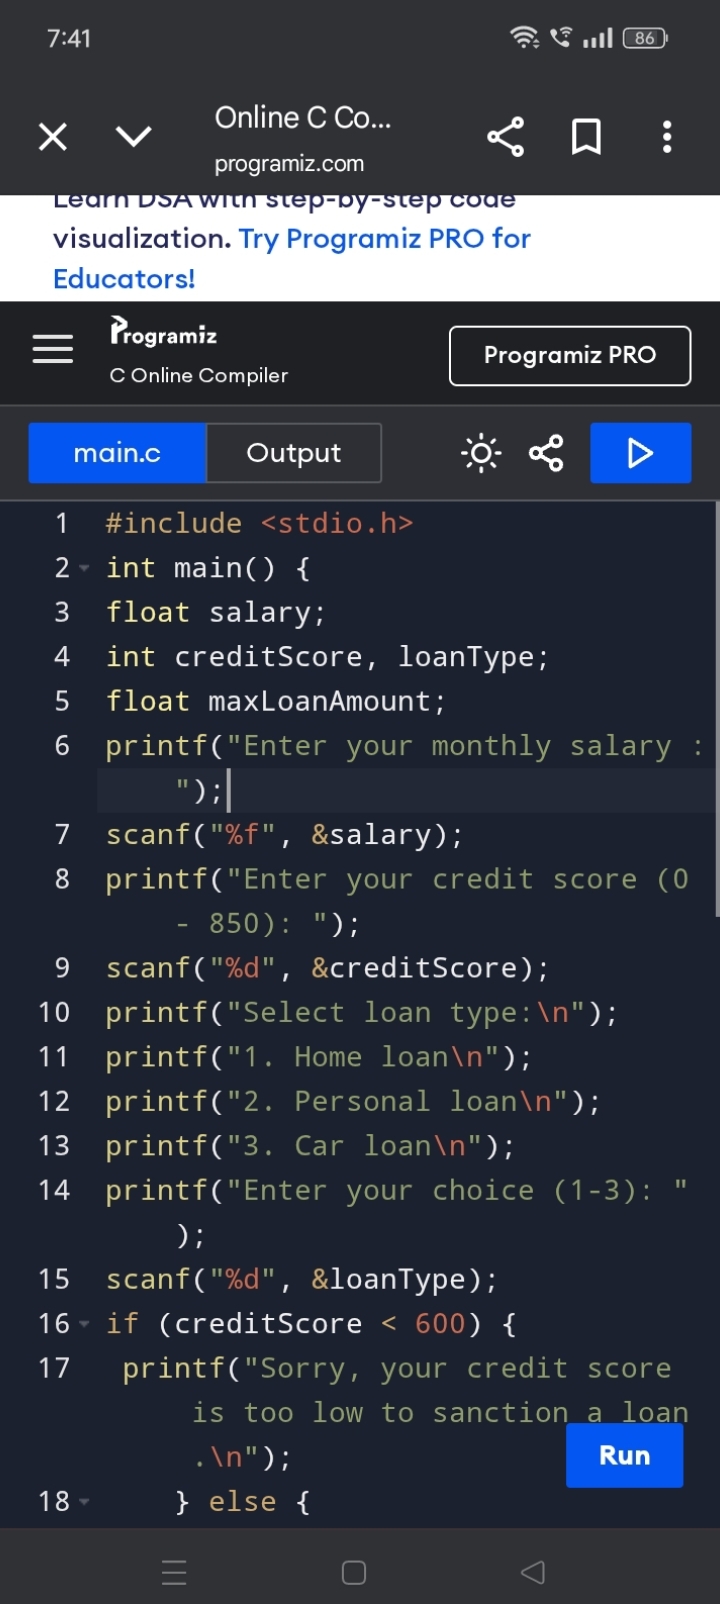 7:41
86
Online C Co...
programiz.com
Learn DSA with step-by-step code
visualization. Try Programiz PRO for
Educators!
Programiz
C Online Compiler
Programiz PRO
main.c
Output
1 #include <stdio.h>
2 int main() {
3 float salary;
4 int creditScore, loanType;
5 float maxLoanAmount;
6 printf("Enter your monthly salary :
");
7 scanf("%f", &salary);
8 printf("Enter your credit score (0
- 850): ");
9 scanf("%d", &creditScore);
10 printf("Select loan type:\n");
11 printf("1. Home loan\n");
12 printf("2. Personal loan\n");
13 printf("3. Car loan\n");
14 printf("Enter your choice (1-3): "
);
15 scanf("%d", &loanType);
16 if (creditScore < 600) {
17 printf("Sorry, your credit score
is too low to sanction a loan
.\n");
Run
18 } else {